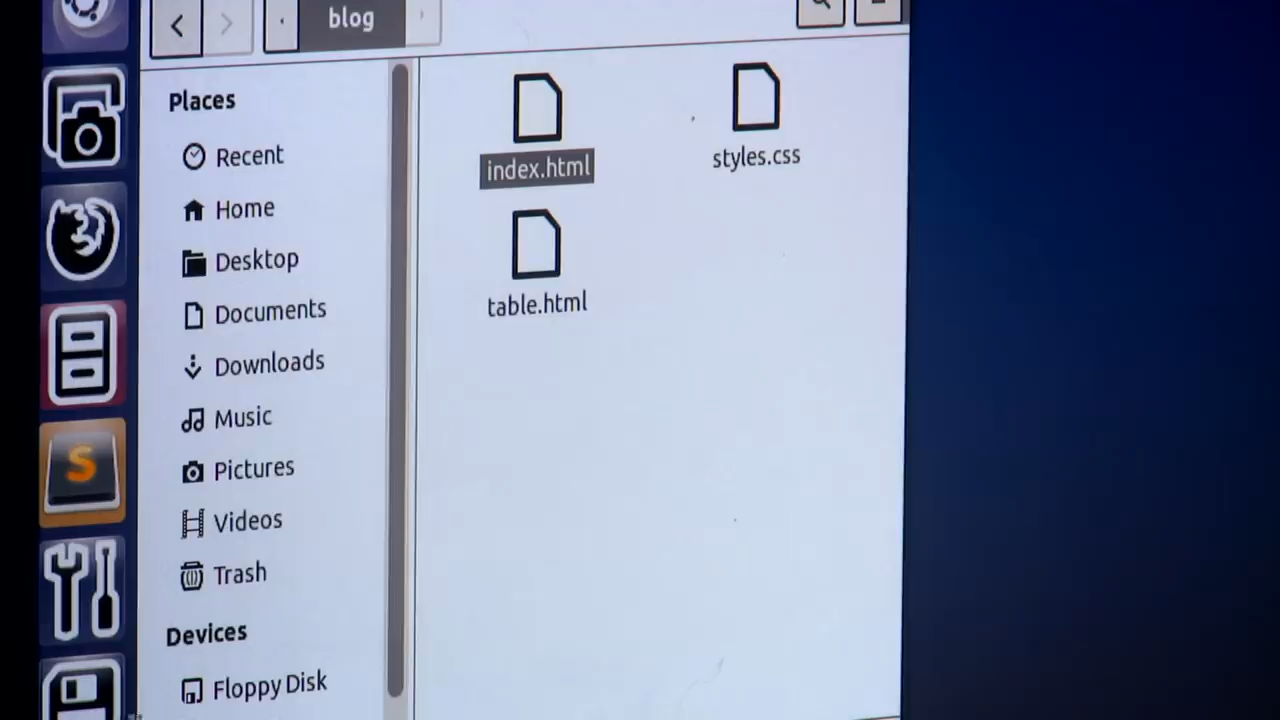 blog
Places
Recent
Home
Desktop
Documents
Downloads
Music
Pictures
Videos
Trash
Devices
Floppy Disk
index.html
styles.css
table.html
S